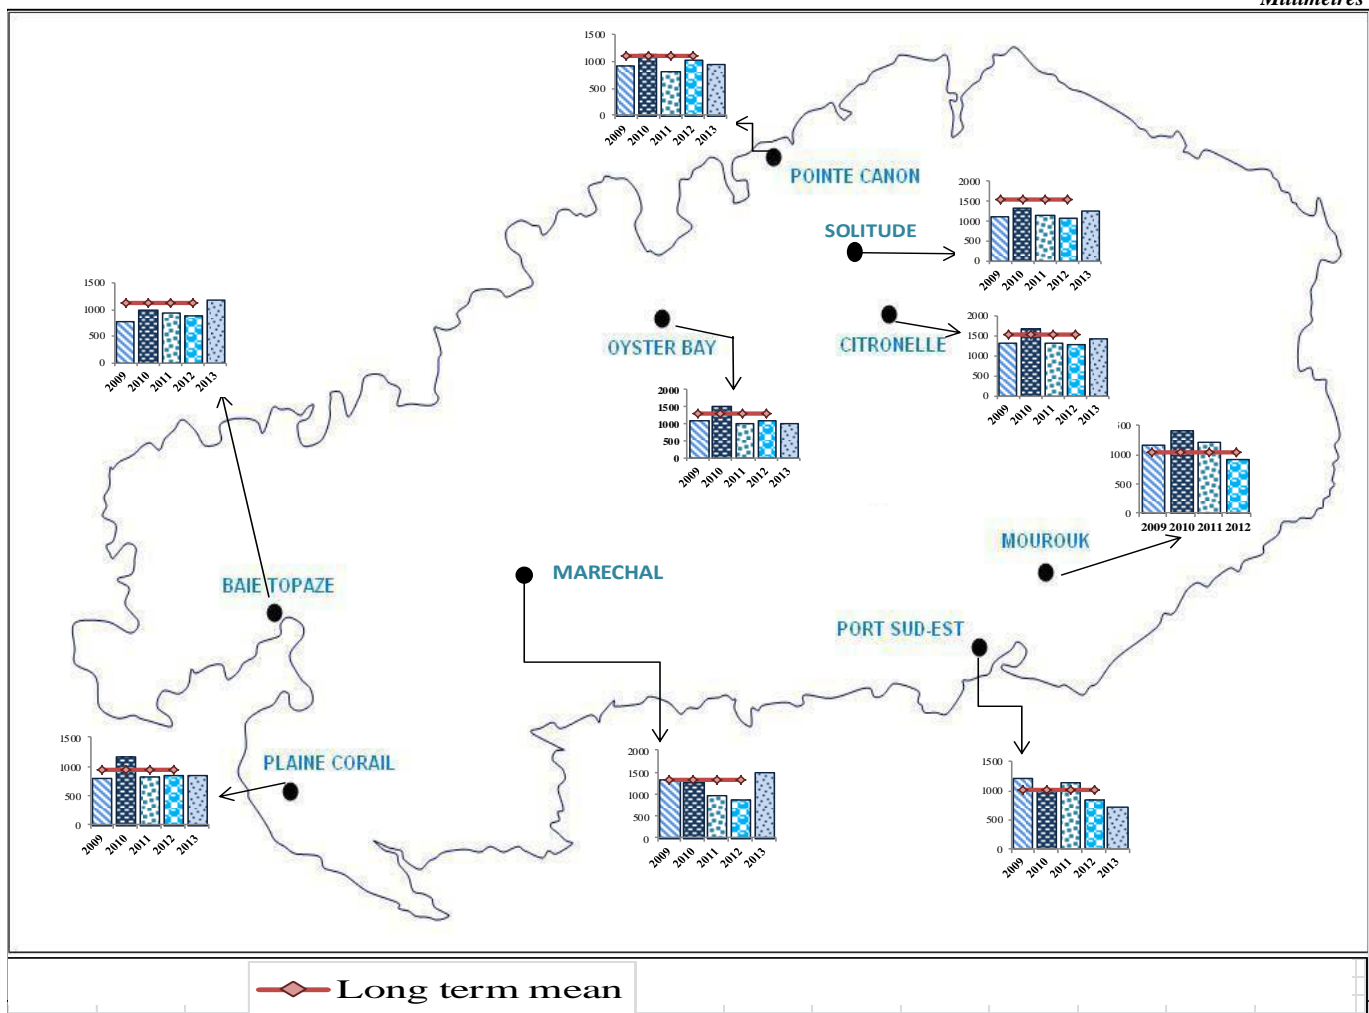 Millimetres
1500
1000
500
0
2009 2010 2011 2012 2013
POINTE CANON
2000
1500
1000
500
0
2009 2010 2011 2012 2013
SOLITUDE
1500
1000
500
0
2009 2010 2011 2012 2013
OYSTER BAY
2000
1500
1000
500
0
2009 2010 2011 2012 2013
CITRONELLE
2000
1500
1000
500
0
2009 2010 2011 2012 2013
1000
500
0
2009 2010 2011 2012
MOUROUK
BAIE TOPAZE
MARECHAL
PORT SUD-EST
1500
1000
500
0
2009 2010 2011 2012 2013
PLAINE CORAIL
2000
1500
1000
500
0
2009 2010 2011 2012 2013
1500
1000
500
0
2009 2010 2011 2012 2013
Long term mean